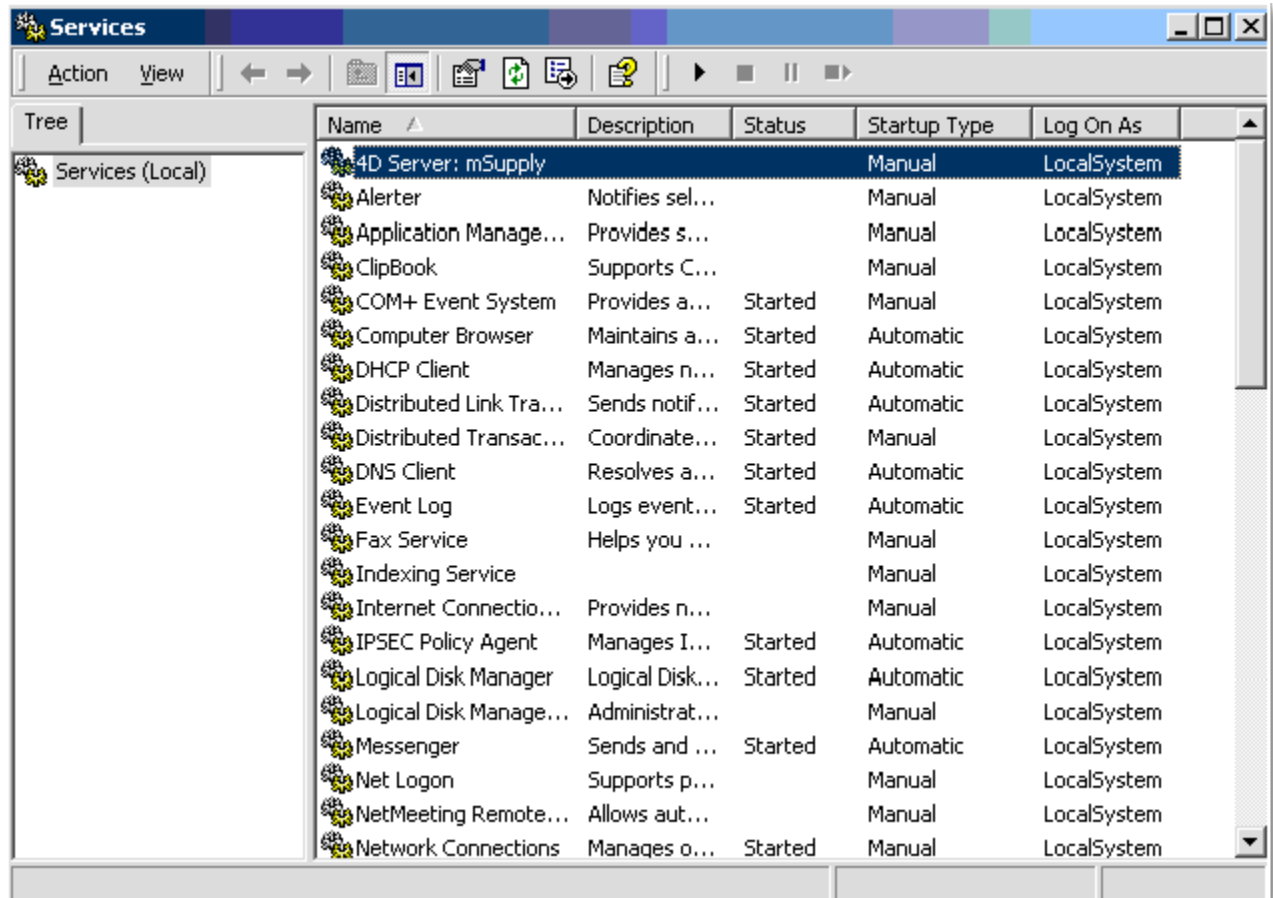 Services
Action View
Tree
Name Description Status Startup Type Log On As
Services (Local)
4D Server: mSupply Manual LocalSystem
Alerter Notifies sel... Manual LocalSystem
Application Manage... Provides s... Manual LocalSystem
ClipBook Supports C... Manual LocalSystem
COM+ Event System Provides a... Started Manual LocalSystem
Computer Browser Maintains a... Started Automatic LocalSystem
DHCP Client Manages n... Started Automatic LocalSystem
Distributed Link Tra... Sends notif... Started Automatic LocalSystem
Distributed Transac... Coordinate... Started Manual LocalSystem
DNS Client Resolves a... Started Automatic LocalSystem
Event Log Logs event... Started Automatic LocalSystem
Fax Service Helps you ... Manual LocalSystem
Indexing Service Manual LocalSystem
Internet Connectio... Provides n... Manual LocalSystem
IPSEC Policy Agent Manages I... Started Automatic LocalSystem
Logical Disk Manager Logical Disk... Started Automatic LocalSystem
Logical Disk Manage... Administrat... Manual LocalSystem
Messenger Sends and ... Started Automatic LocalSystem
Net Logon Supports p... Manual LocalSystem
NetMeeting Remote... Allows aut... Manual LocalSystem
Network Connections Manages o... Started Manual LocalSystem